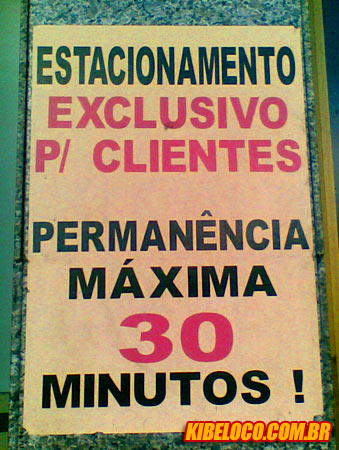 ESTACIONAMENTO
EXCLUSIVO
P/ CLIENTES
PERMANÊNCIA
MÁXIMA
30
MINUTOS !
KIBELOCO.COM.BR